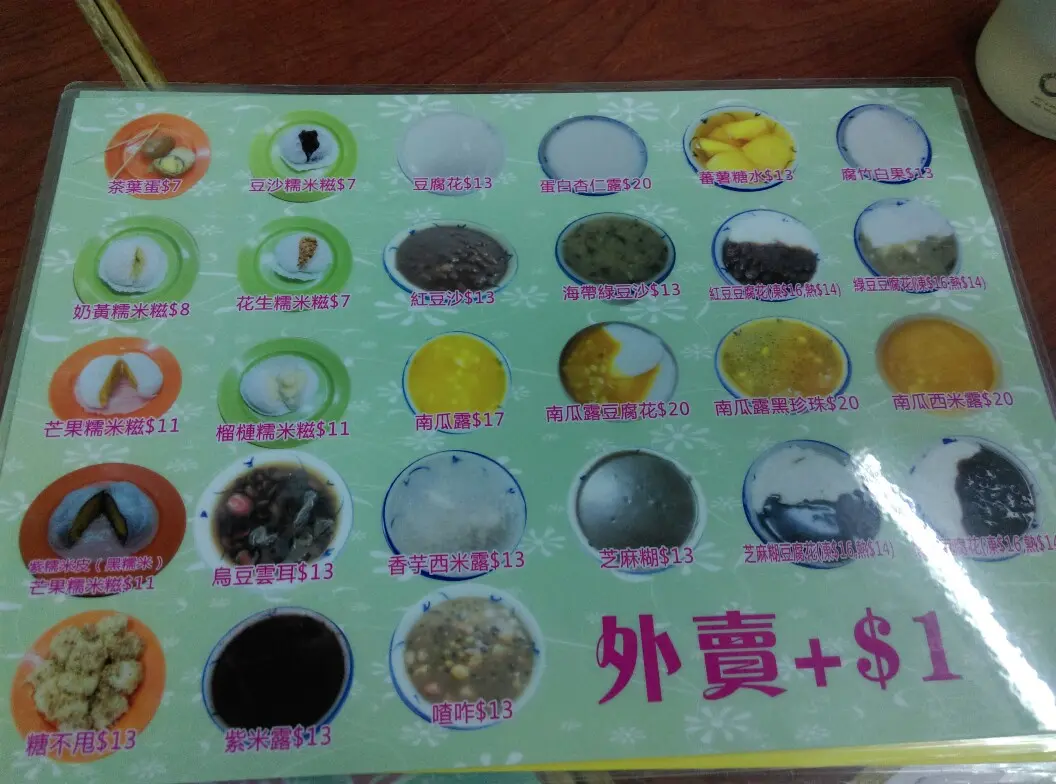 茶葉蛋$7
豆沙糯米糍$7
豆腐花$13
蛋白杏仁露$20
蕃薯糖水$13
腐竹白果$13
奶黃糯米糍$8
花生糯米糍$7
紅豆沙$13
海帶綠豆沙$13
紅豆豆腐花(凍$16,熱$14)
綠豆豆腐花(凍$16,熱$14)
芒果糯米糍$11
榴槤糯米糍$11
南瓜露$17
南瓜露豆腐花$20
南瓜露黑珍珠$20
南瓜西米露$20
紫糯米皮(黑糯米)
芒果糯米糍$11
烏豆雲耳$13
香芋西米露$13
芝麻糊$13
芝麻糊豆腐花(凍$16,熱$14)
腐花(凍$16,熱$14
糖不甩$13
紫米露$13
喳咋$13
外賣+$1